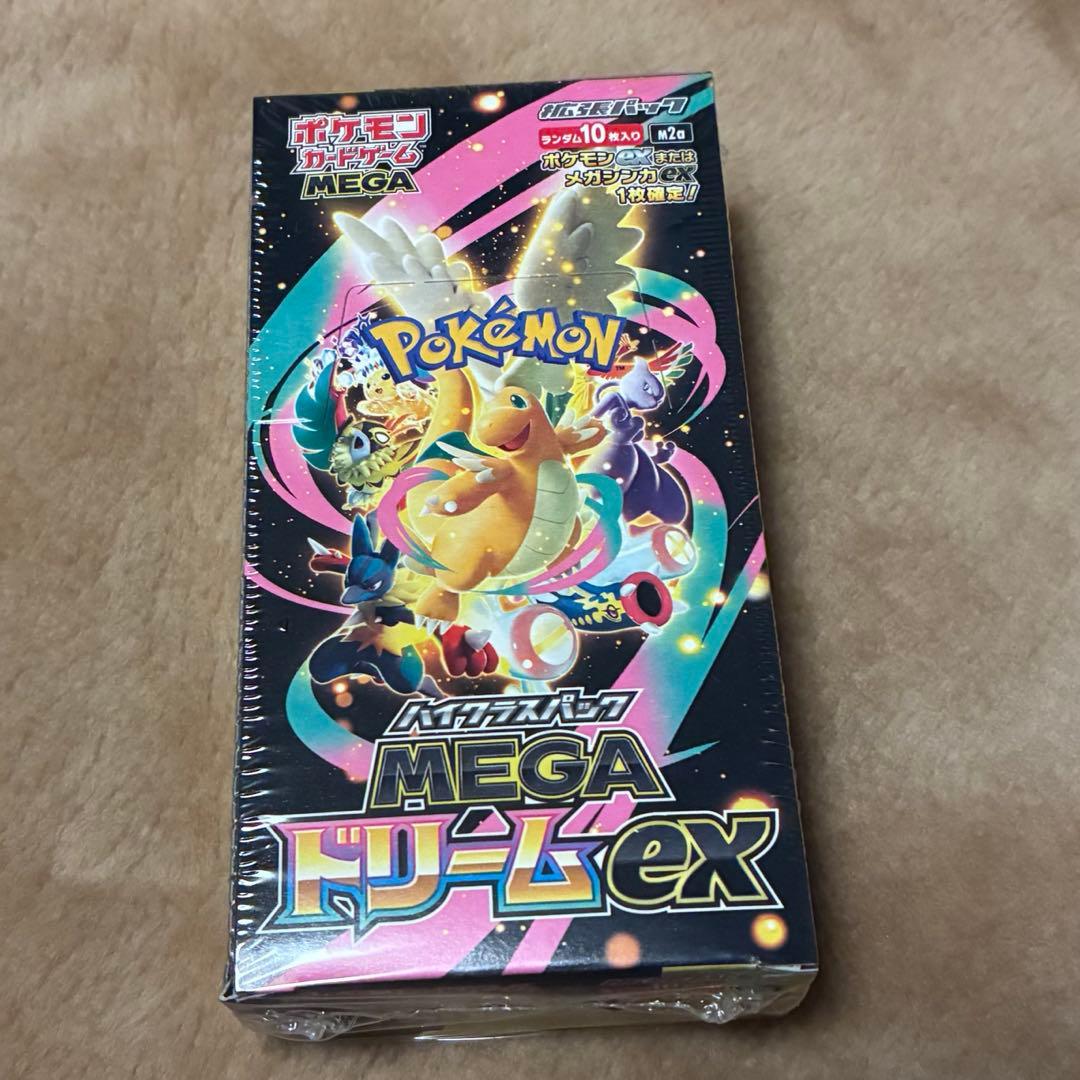 ポケモン
カードゲーム
MEGA
拡張パック
ランダム10枚入り M2a
ポケモンexまたは
メガシンカex
1枚確定!
POKéMON
TM
ハイクラスパック
MEGA
ドリームex